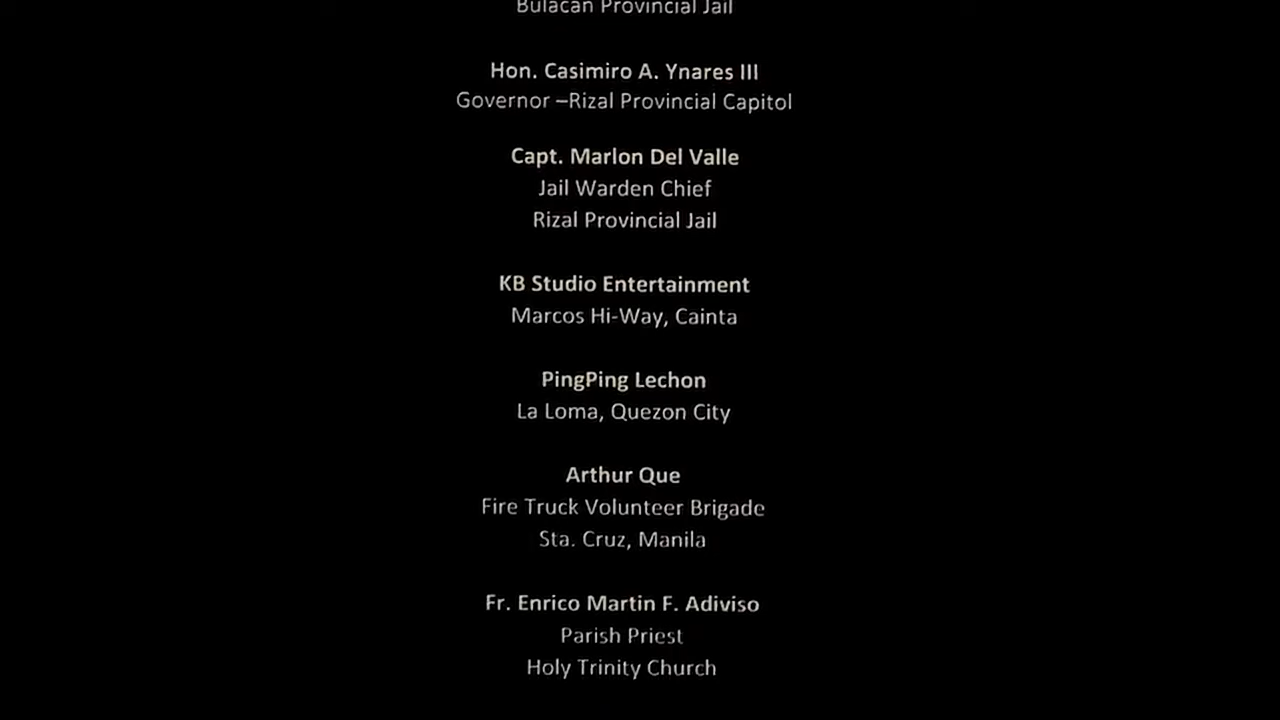 Bulacan Provincial Jail
Hon. Casimiro A. Ynares III
Governor –Rizal Provincial Capitol
Capt. Marlon Del Valle
Jail Warden Chief
Rizal Provincial Jail
KB Studio Entertainment
Marcos Hi-Way, Cainta
PingPing Lechon
La Loma, Quezon City
Arthur Que
Fire Truck Volunteer Brigade
Sta. Cruz, Manila
Fr. Enrico Martin F. Adiviso
Parish Priest
Holy Trinity Church